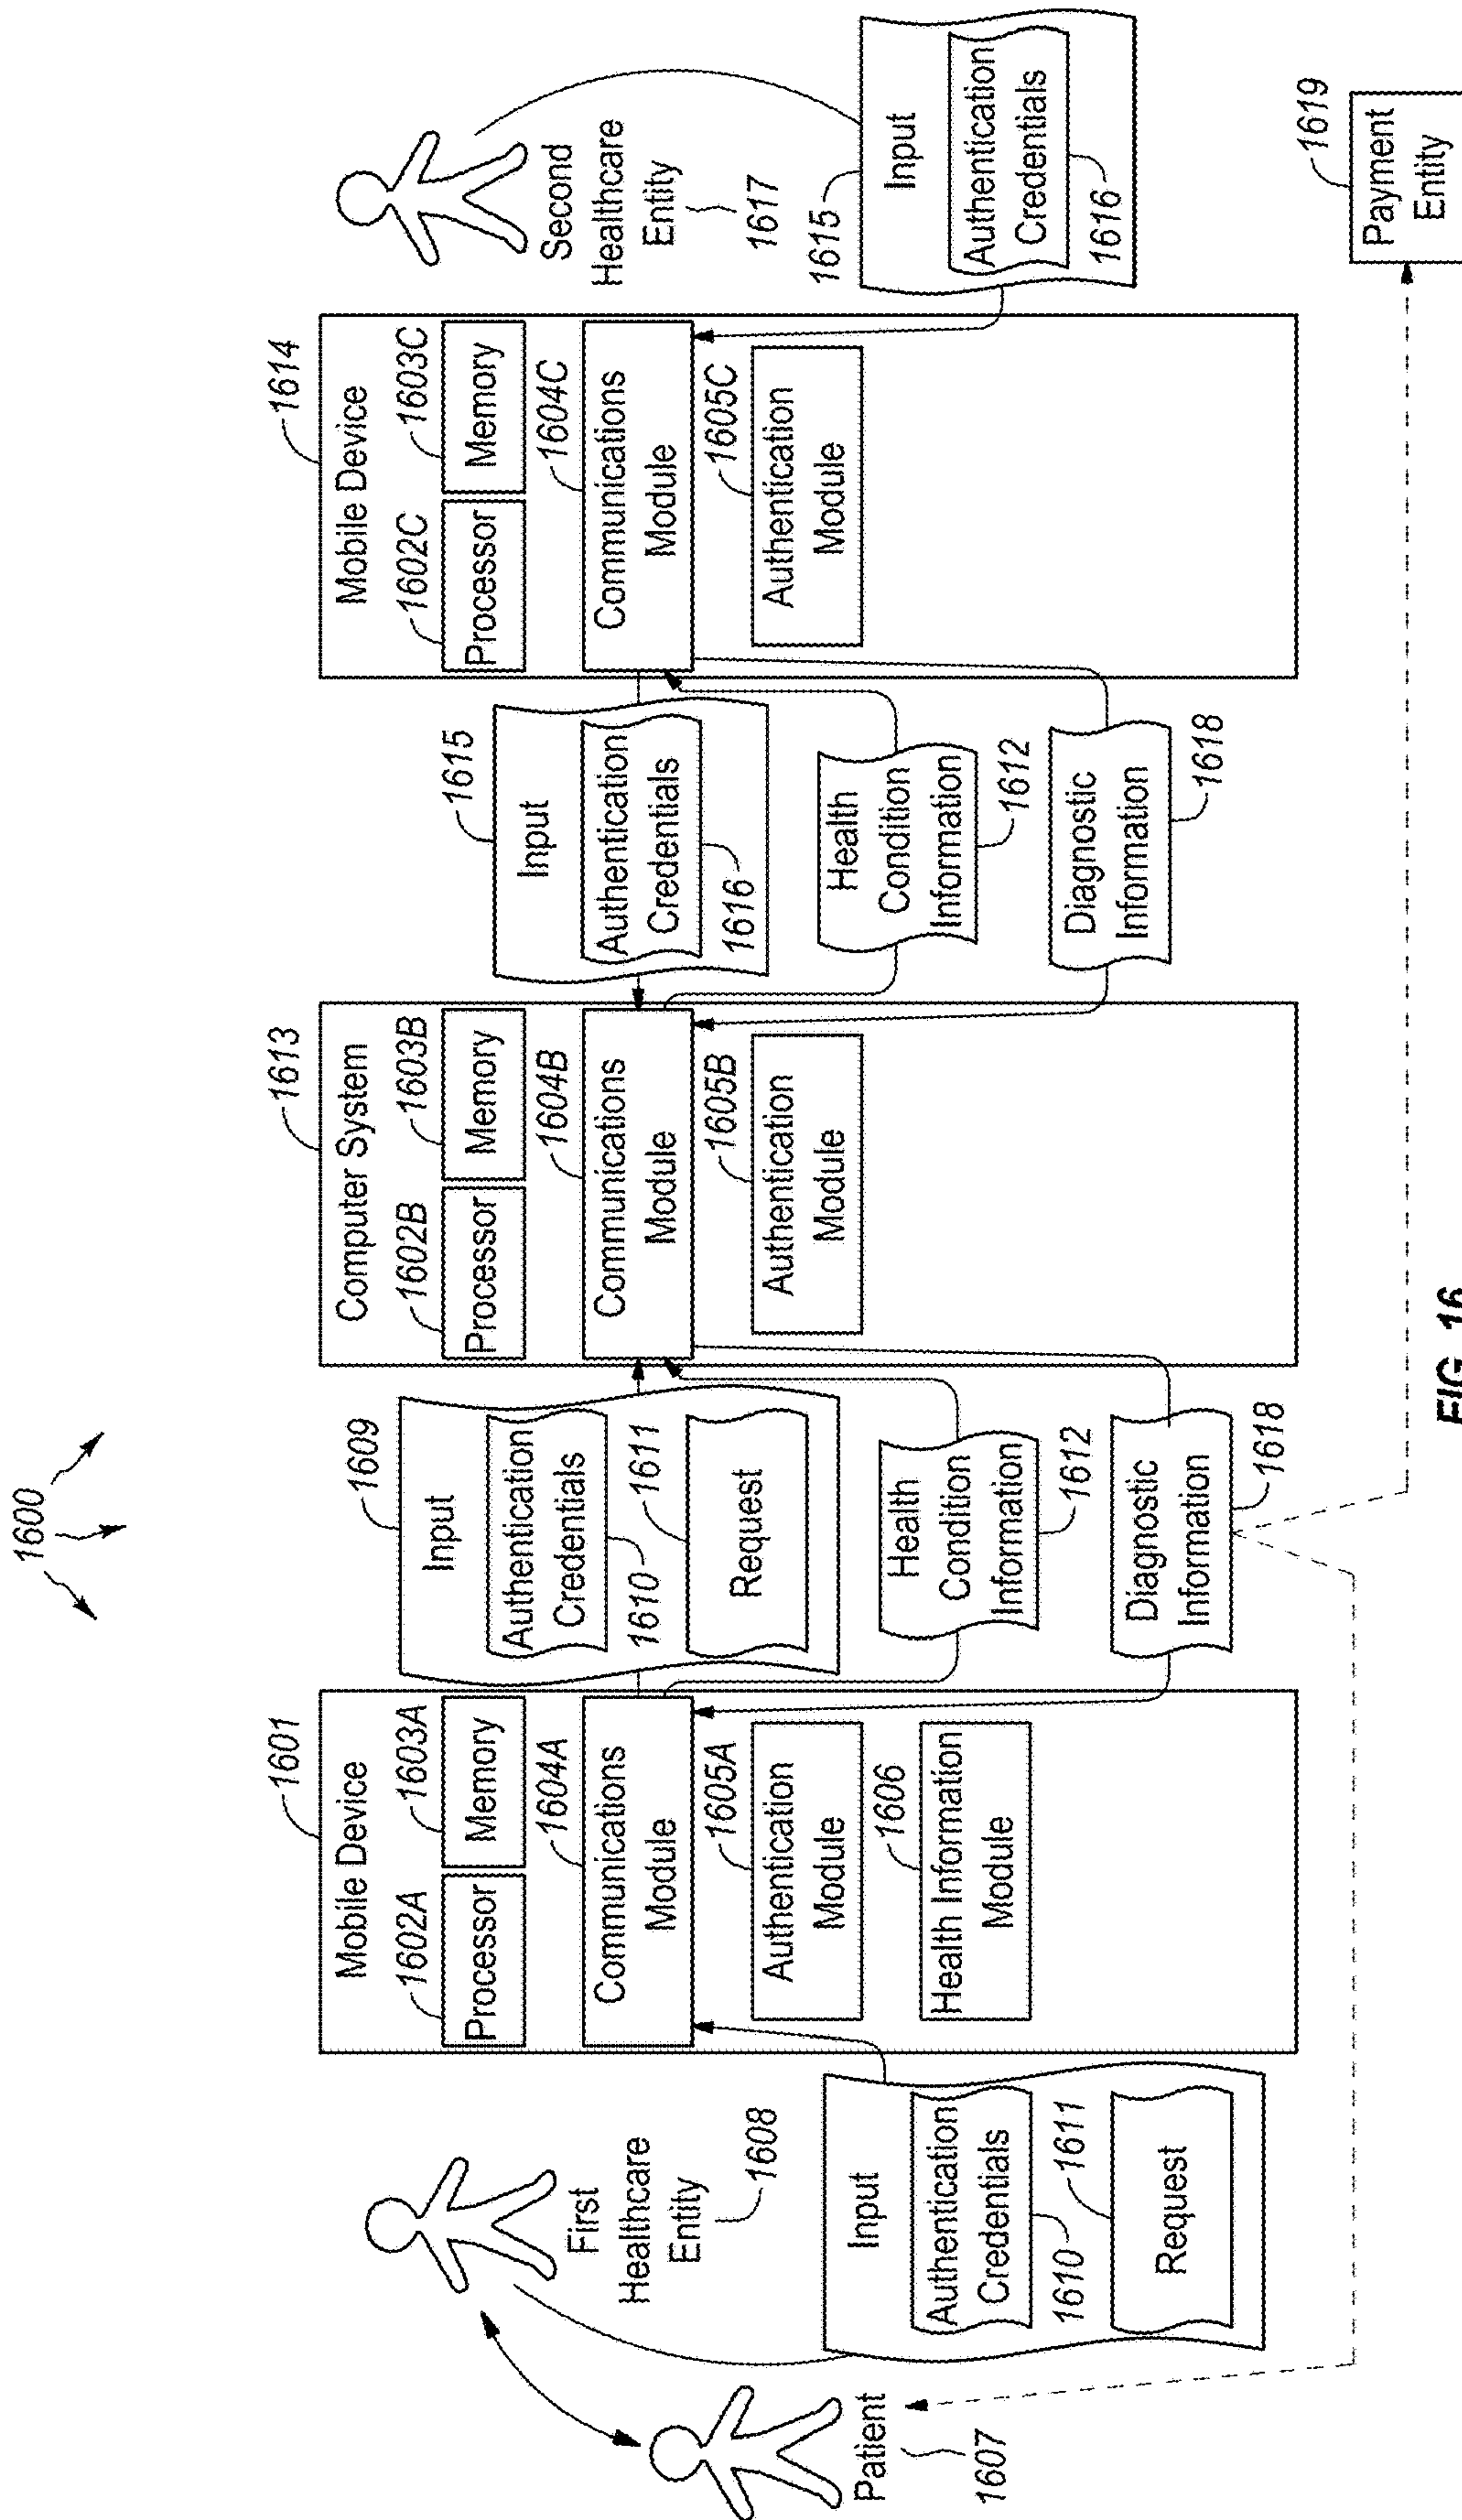 1600
Patient
1607
First
Healthcare
Entity
1608
Input
Authentication
Credentials
1610
1611
Request
1601
Mobile Device
1602A
1603A
Processor
Memory
1604A
Communications
Module
1605A
Authentication
Module
1606
Health Information
Module
1609
Input
Authentication
Credentials
1610
1611
Request
Health
Condition
Information
1612
Diagnostic
Information
1618
1613
Computer System
1602B
1603B
Processor
Memory
1604B
Communications
Module
1605B
Authentication
Module
1615
Input
Authentication
Credentials
1616
Health
Condition
Information
1612
Diagnostic
Information
1618
1614
Mobile Device
1602C
1603C
Processor
Memory
1604C
Communications
Module
1605C
Authentication
Module
Second
Healthcare
Entity
1617
1615
Input
Authentication
Credentials
1616
1619
Payment
Entity
FIG. 16